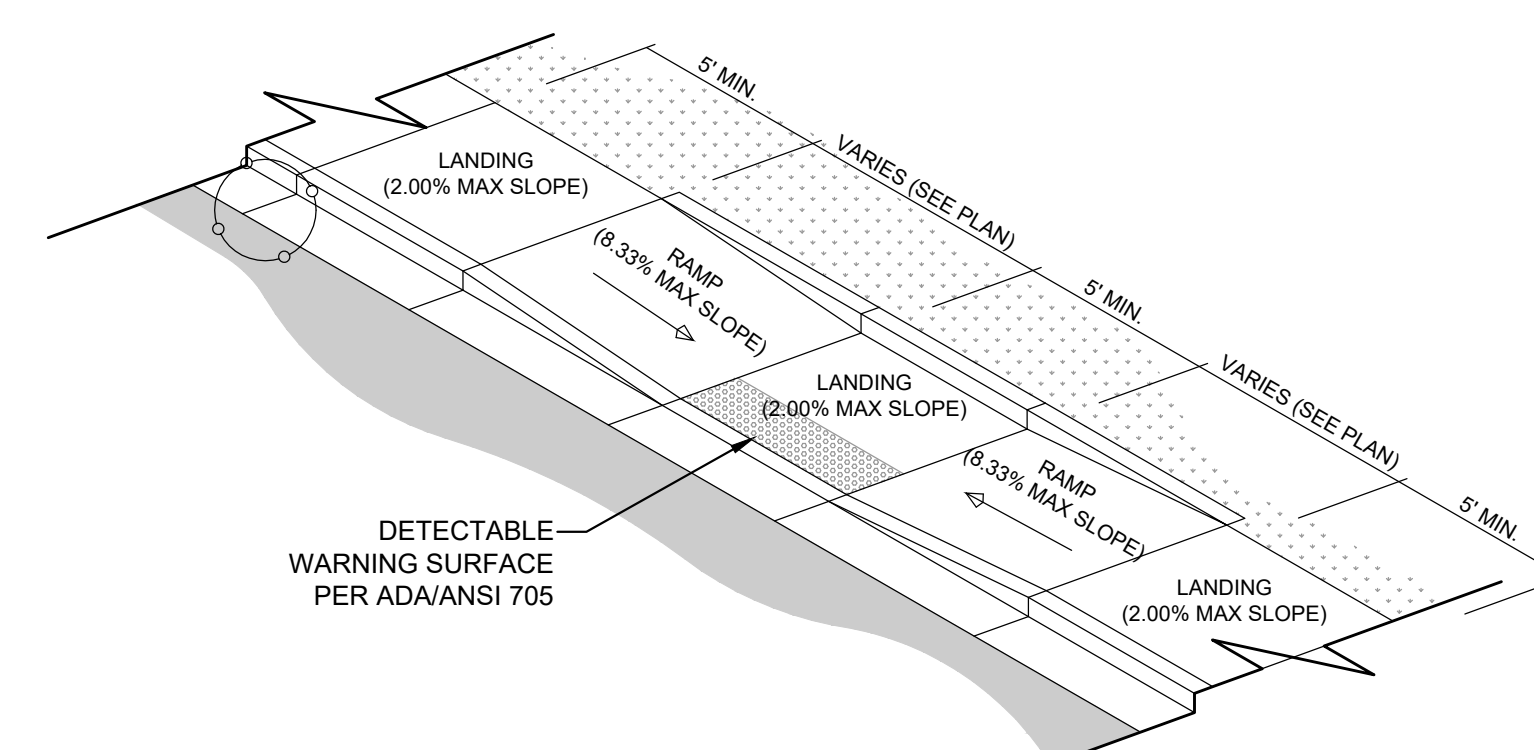 5' MIN.
VARIES (SEE PLAN)
5' MIN.
VARIES (SEE PLAN)
5' MIN.
LANDING
(2.00% MAX SLOPE)
RAMP
(8.33% MAX SLOPE)
LANDING
(2.00% MAX SLOPE)
RAMP
(8.33% MAX SLOPE)
LANDING
(2.00% MAX SLOPE)
DETECTABLE
WARNING SURFACE
PER ADA/ANSI 705